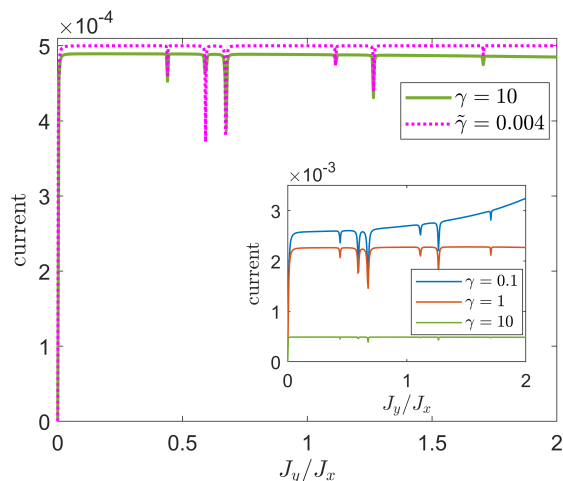 ×10⁻⁴
5
4
3
2
1
0
current
0
0.5
1
1.5
2
J_y/J_x
γ = 10
γ̃ = 0.004
×10⁻³
3
2
1
0
current
0
1
2
J_y/J_x
γ = 0.1
γ = 1
γ = 10